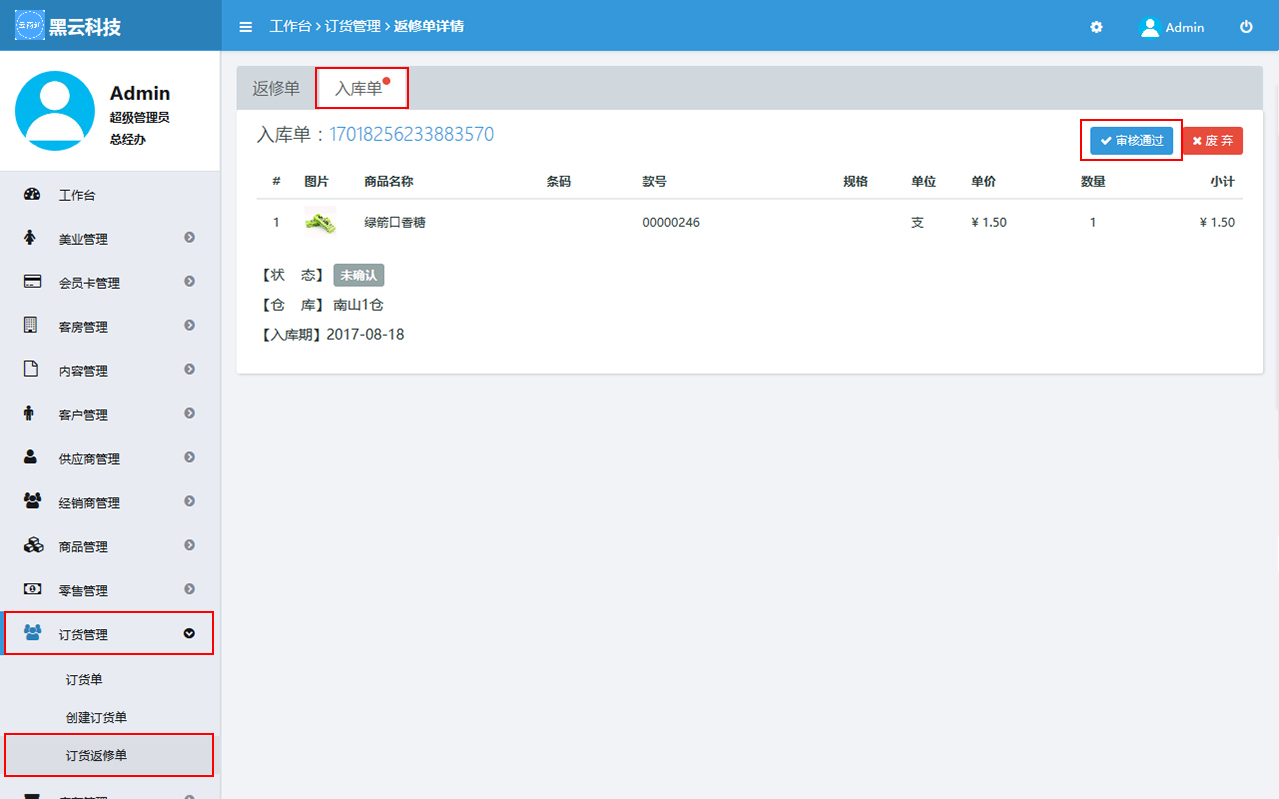 黑云科技
工作台 › 订货管理 › 返修单详情
Admin
Admin
超级管理员
总经办
工作台
美业管理
会员卡管理
客房管理
内容管理
客户管理
供应商管理
经销商管理
商品管理
零售管理
订货管理
订货单
创建订货单
订货返修单
返修单 入库单
入库单：17018256233883570
审核通过 废 弃
# 图片 商品名称 条码 款号 规格 单位 单价 数量 小计
1 绿箭口香糖 00000246 支 ¥ 1.50 1 ¥ 1.50
【状 态】 未确认
【仓 库】 南山1仓
【入库期】2017-08-18